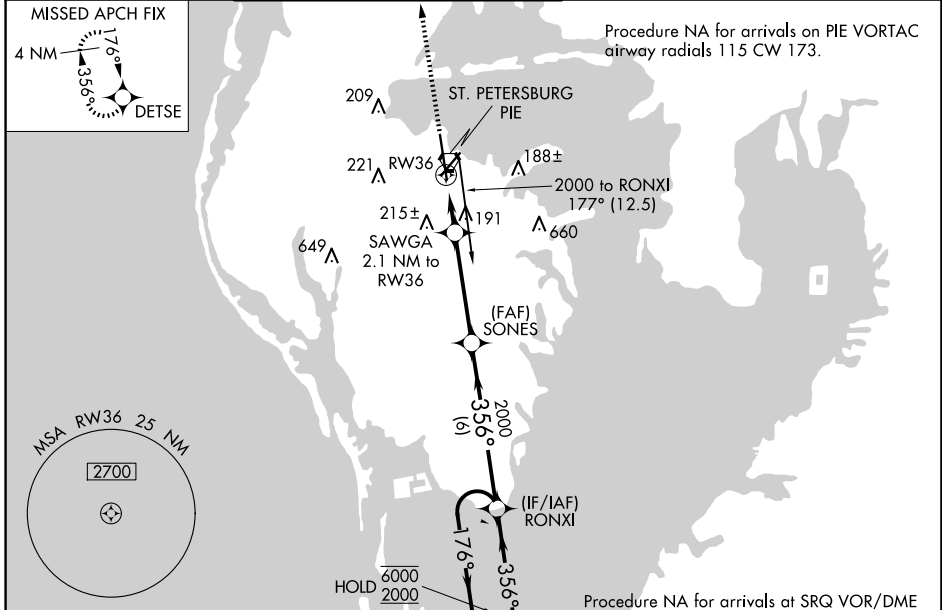 MISSED APCH FIX
4 NM
176°
356°
DETSE
Procedure NA for arrivals on PIE VORTAC
airway radials 115 CW 173.
209
ST. PETERSBURG
PIE
221
RW36
188±
2000 to RONXI
177° (12.5)
215±
191
660
649
SAWGA
2.1 NM to
RW36
(FAF)
SONES
2000
356°
(6)
MSA RW36 25 NM
2700
(IF/IAF)
RONXI
176°
356°
HOLD
6000
2000
Procedure NA for arrivals at SRQ VOR/DME